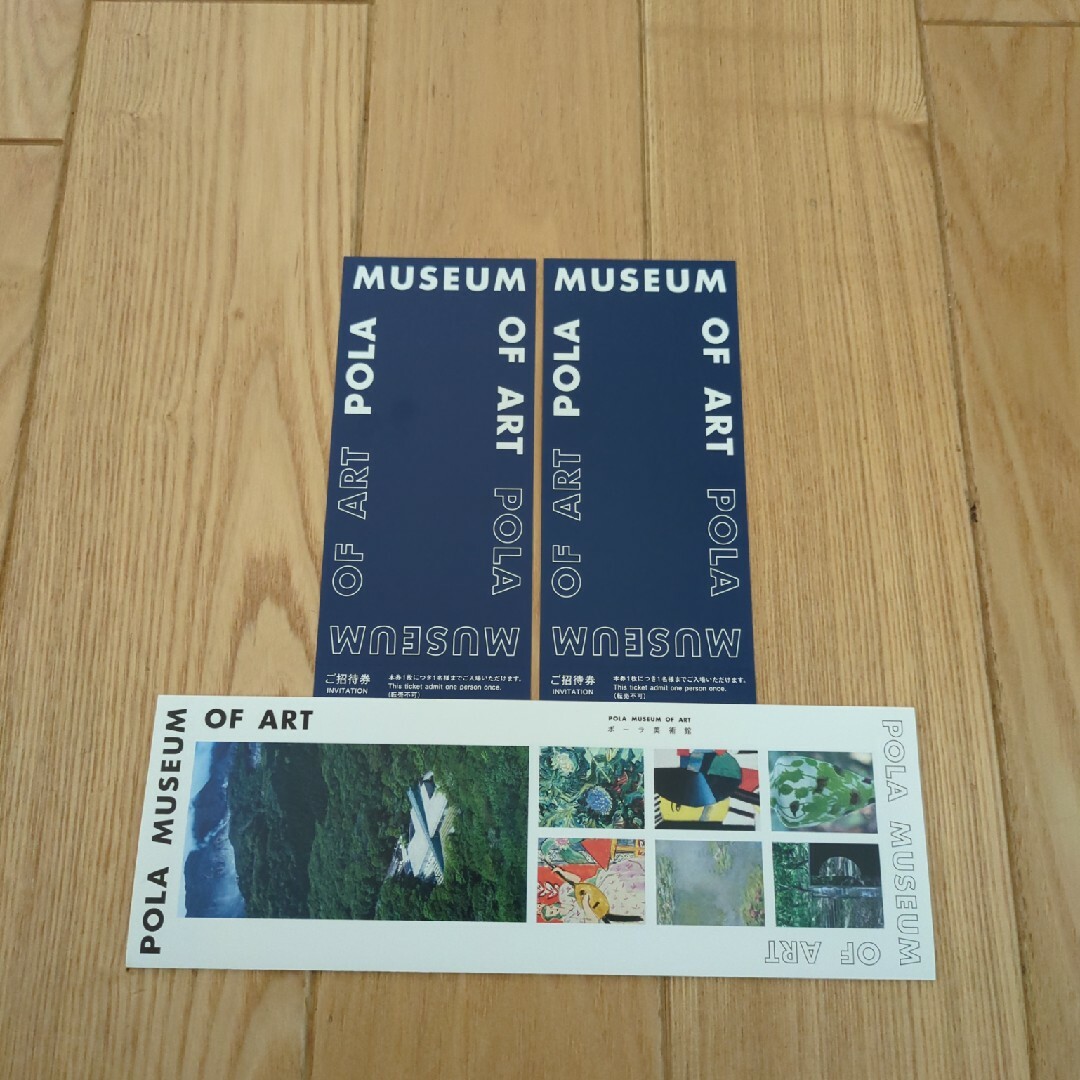 MUSEUM
POLA
OF ART
OF ART
POLA
MUSEUM
ご招待券
INVITATION
本券1枚につき1名様までご入場いただけます。
This ticket admit one person once.
(転売不可)
MUSEUM
POLA
OF ART
OF ART
POLA
MUSEUM
ご招待券
INVITATION
本券1枚につき1名様までご入場いただけます。
This ticket admit one person once.
(転売不可)
POLA MUSEUM
OF ART
POLA MUSEUM OF ART
ポーラ美術館
POLA MUSEUM
OF ART